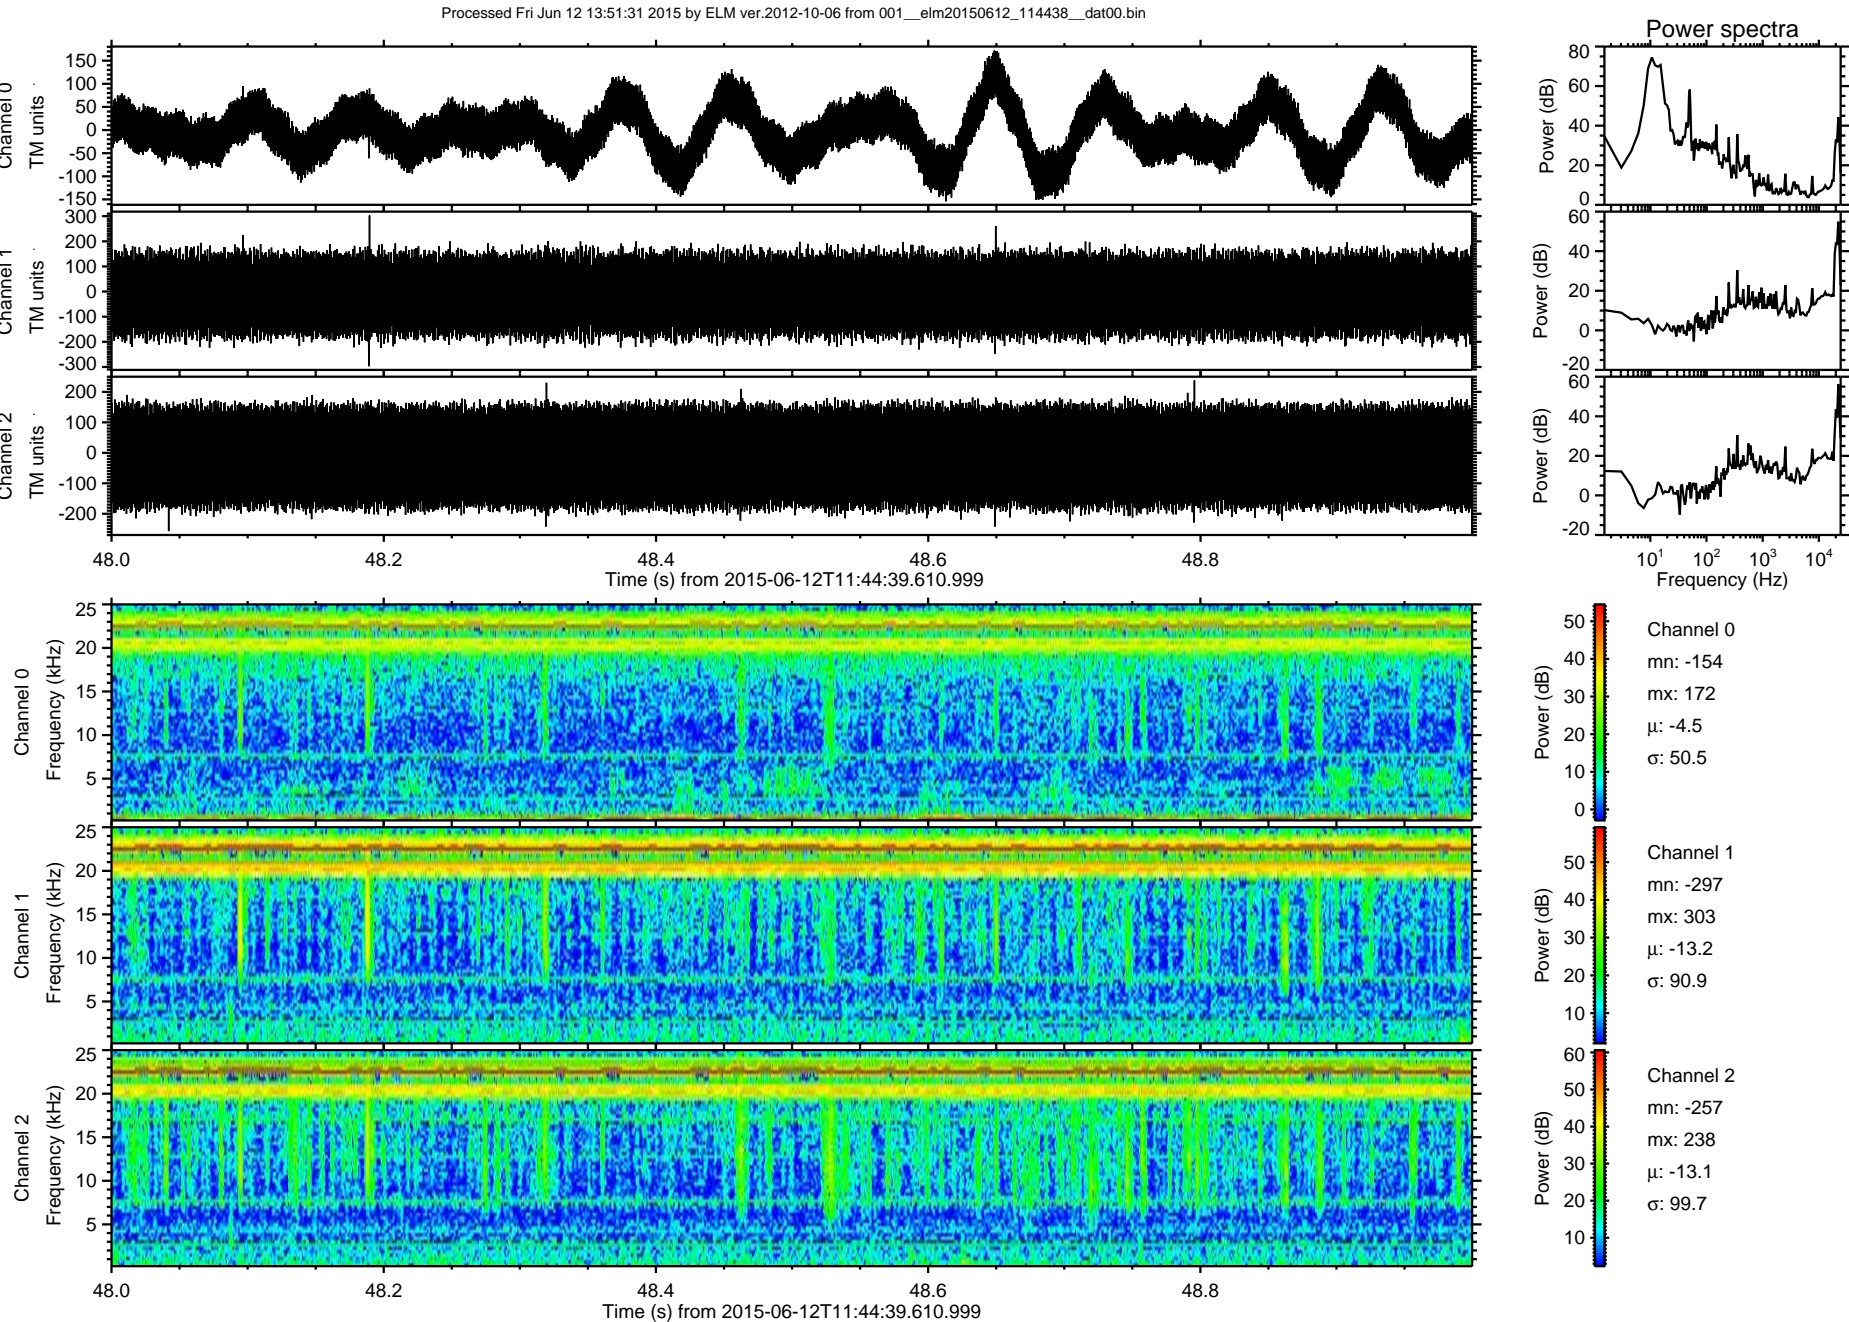 Processed Fri Jun 12 13:51:31 2015 by ELM ver.2012-10-06 from 001__elm20150612_114438__dat00.bin
Power spectra
Channel 0
TM units
150
100
50
0
-50
-100
-150
Power (dB)
80
60
40
20
0
Channel 1
TM units
300
200
100
0
-100
-200
-300
Power (dB)
60
40
20
0
-20
Channel 2
TM units
200
100
0
-100
-200
Power (dB)
60
40
20
0
-20
48.0 48.2 48.4 48.6 48.8
Time (s) from 2015-06-12T11:44:39.610.999
10^1 10^2 10^3 10^4
Frequency (Hz)
Channel 0
Frequency (kHz)
25
20
15
10
5
Power (dB)
50
40
30
20
10
0
Channel 0
mn: -154
mx: 172
μ: -4.5
σ: 50.5
Channel 1
Frequency (kHz)
25
20
15
10
5
Power (dB)
50
40
30
20
10
Channel 1
mn: -297
mx: 303
μ: -13.2
σ: 90.9
Channel 2
Frequency (kHz)
25
20
15
10
5
Power (dB)
60
50
40
30
20
10
Channel 2
mn: -257
mx: 238
μ: -13.1
σ: 99.7
48.0 48.2 48.4 48.6 48.8
Time (s) from 2015-06-12T11:44:39.610.999